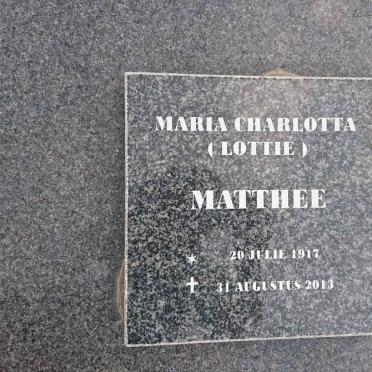 MARIA CHARLOTTA
( LOTTIE )
MATTHEE
* 20 JULIE 1917
✝ 31 AUGUSTUS 2013